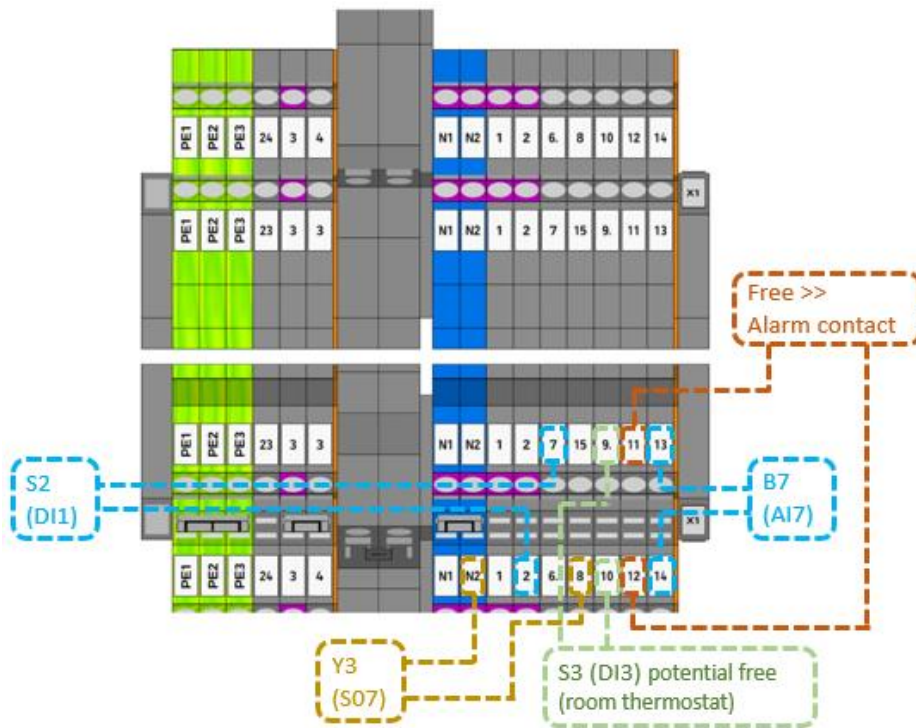 PE1 PE2 PE3 24 3 4 N1 N2 1 2 6. 8 10 12 14
X1
PE1 PE2 PE3 23 3 3 N1 N2 1 2 7 15 9. 11 13
Free >>
Alarm contact
PE1 PE2 PE3 23 3 3 N1 N2 1 2 7 15 9. 11 13
S2
(DI1)
B7
(AI7)
X1
PE1 PE2 PE3 24 3 4 N1 N2 1 2 6. 8 10 12 14
Y3
(S07)
S3 (DI3) potential free
(room thermostat)